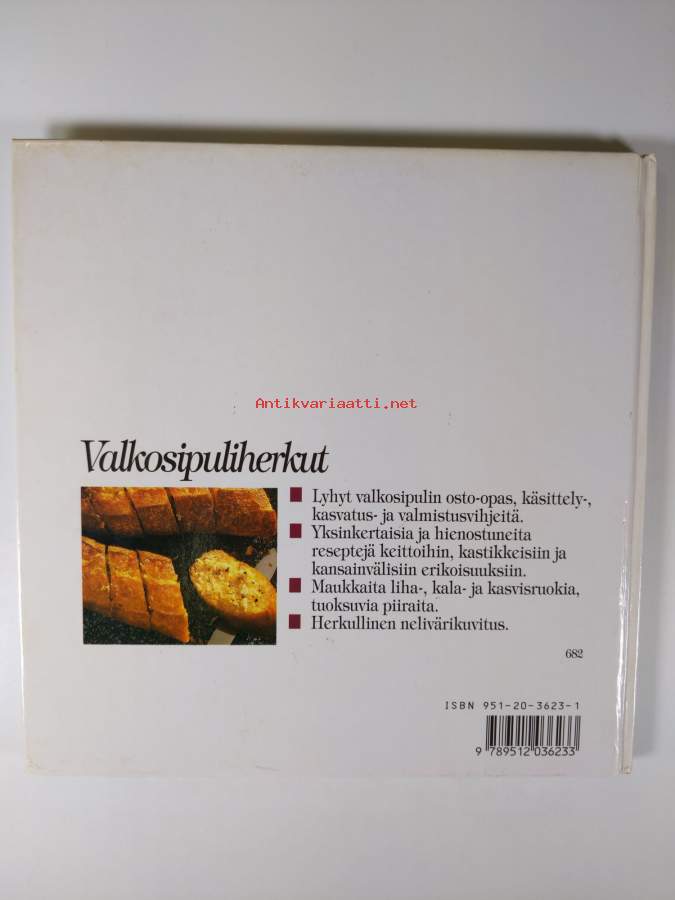 Antikvariaatti.net
Valkosipuliherkut
Lyhyt valkosipulin osto-opas, käsittely-,
kasvatus- ja valmistusvihjeitä.
Yksinkertaisia ja hienostuneita
reseptejä keittoihin, kastikkeisiin ja
kansainvälisiin erikoisuuksiin.
Maukkaita liha-, kala- ja kasvisruokia,
tuoksuvia piiraita.
Herkullinen nelivärikuvitus.
682
ISBN 951-20-3623-1
9 789512 036233